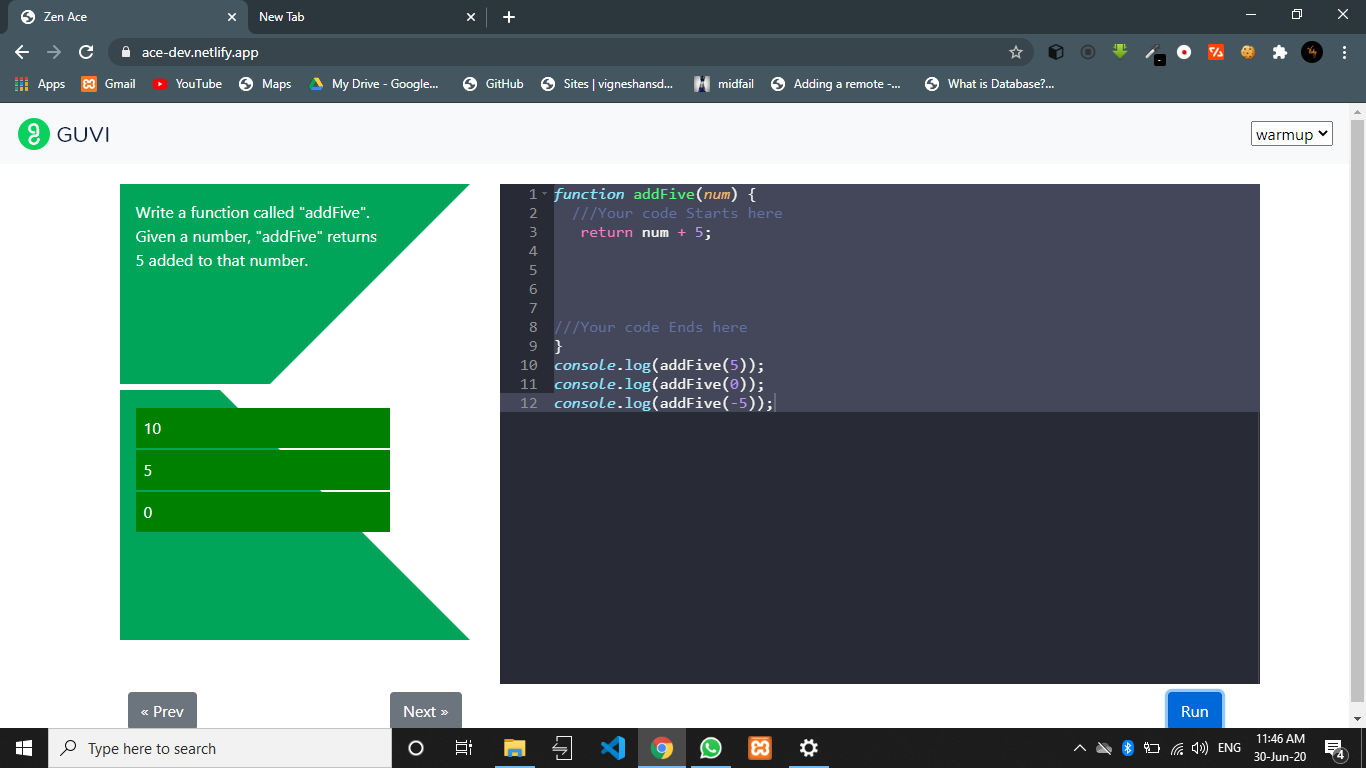 Zen Ace
New Tab
ace-dev.netlify.app
Apps
Gmail
YouTube
Maps
My Drive - Google...
GitHub
Sites | vigneshansd...
midfail
Adding a remote -...
What is Database?...
GUVI
warmup
Write a function called "addFive".
Given a number, "addFive" returns
5 added to that number.
10
5
0
1 function addFive(num) {
2 ///Your code Starts here
3 return num + 5;
4
5
6
7
8 ///Your code Ends here
9 }
10 console.log(addFive(5));
11 console.log(addFive(0));
12 console.log(addFive(-5));
« Prev
Next »
Run
Type here to search
ENG
11:46 AM
30-Jun-20
4